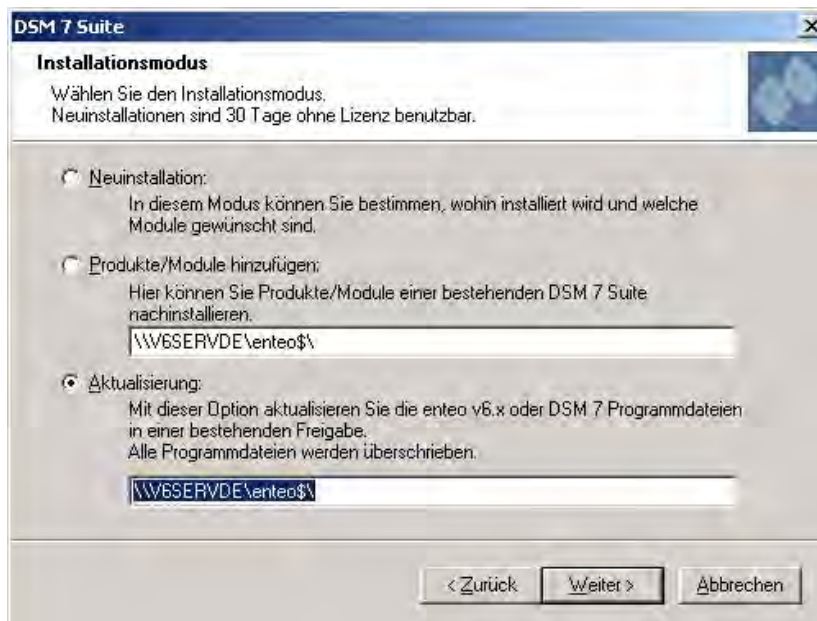 DSM 7 Suite
Installationsmodus
Wählen Sie den Installationsmodus.
Neuinstallationen sind 30 Tage ohne Lizenz benutzbar.
Neuinstallation:
In diesem Modus können Sie bestimmen, wohin installiert wird und welche
Module gewünscht sind.
Produkte/Module hinzufügen:
Hier können Sie Produkte/Module einer bestehenden DSM 7 Suite
nachinstallieren.
\\V6SERVDE\enteo$\
Aktualisierung:
Mit dieser Option aktualisieren Sie die enteo v6.x oder DSM 7 Programmdateien
in einer bestehenden Freigabe.
Alle Programmdateien werden überschrieben.
\\V6SERVDE\enteo$\
< Zurück Weiter > Abbrechen